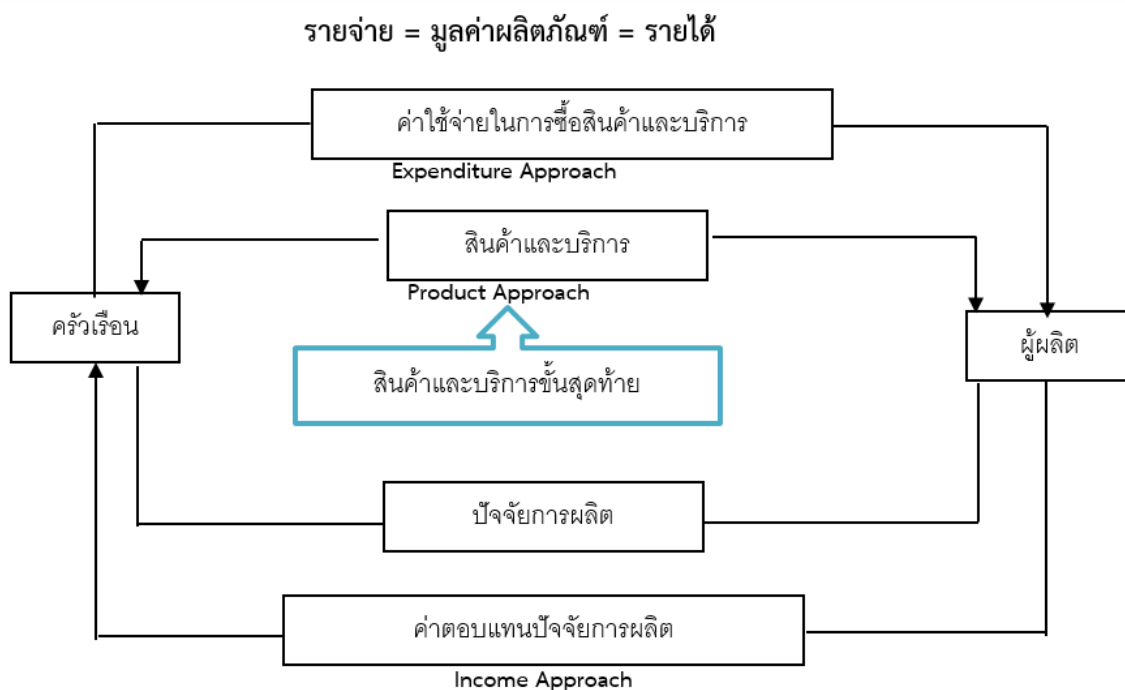 รายจ่าย = มูลค่าผลิตภัณฑ์ = รายได้
ค่าใช้จ่ายในการซื้อสินค้าและบริการ
Expenditure Approach
สินค้าและบริการ
Product Approach
ครัวเรือน
ผู้ผลิต
สินค้าและบริการขั้นสุดท้าย
ปัจจัยการผลิต
ค่าตอบแทนปัจจัยการผลิต
Income Approach